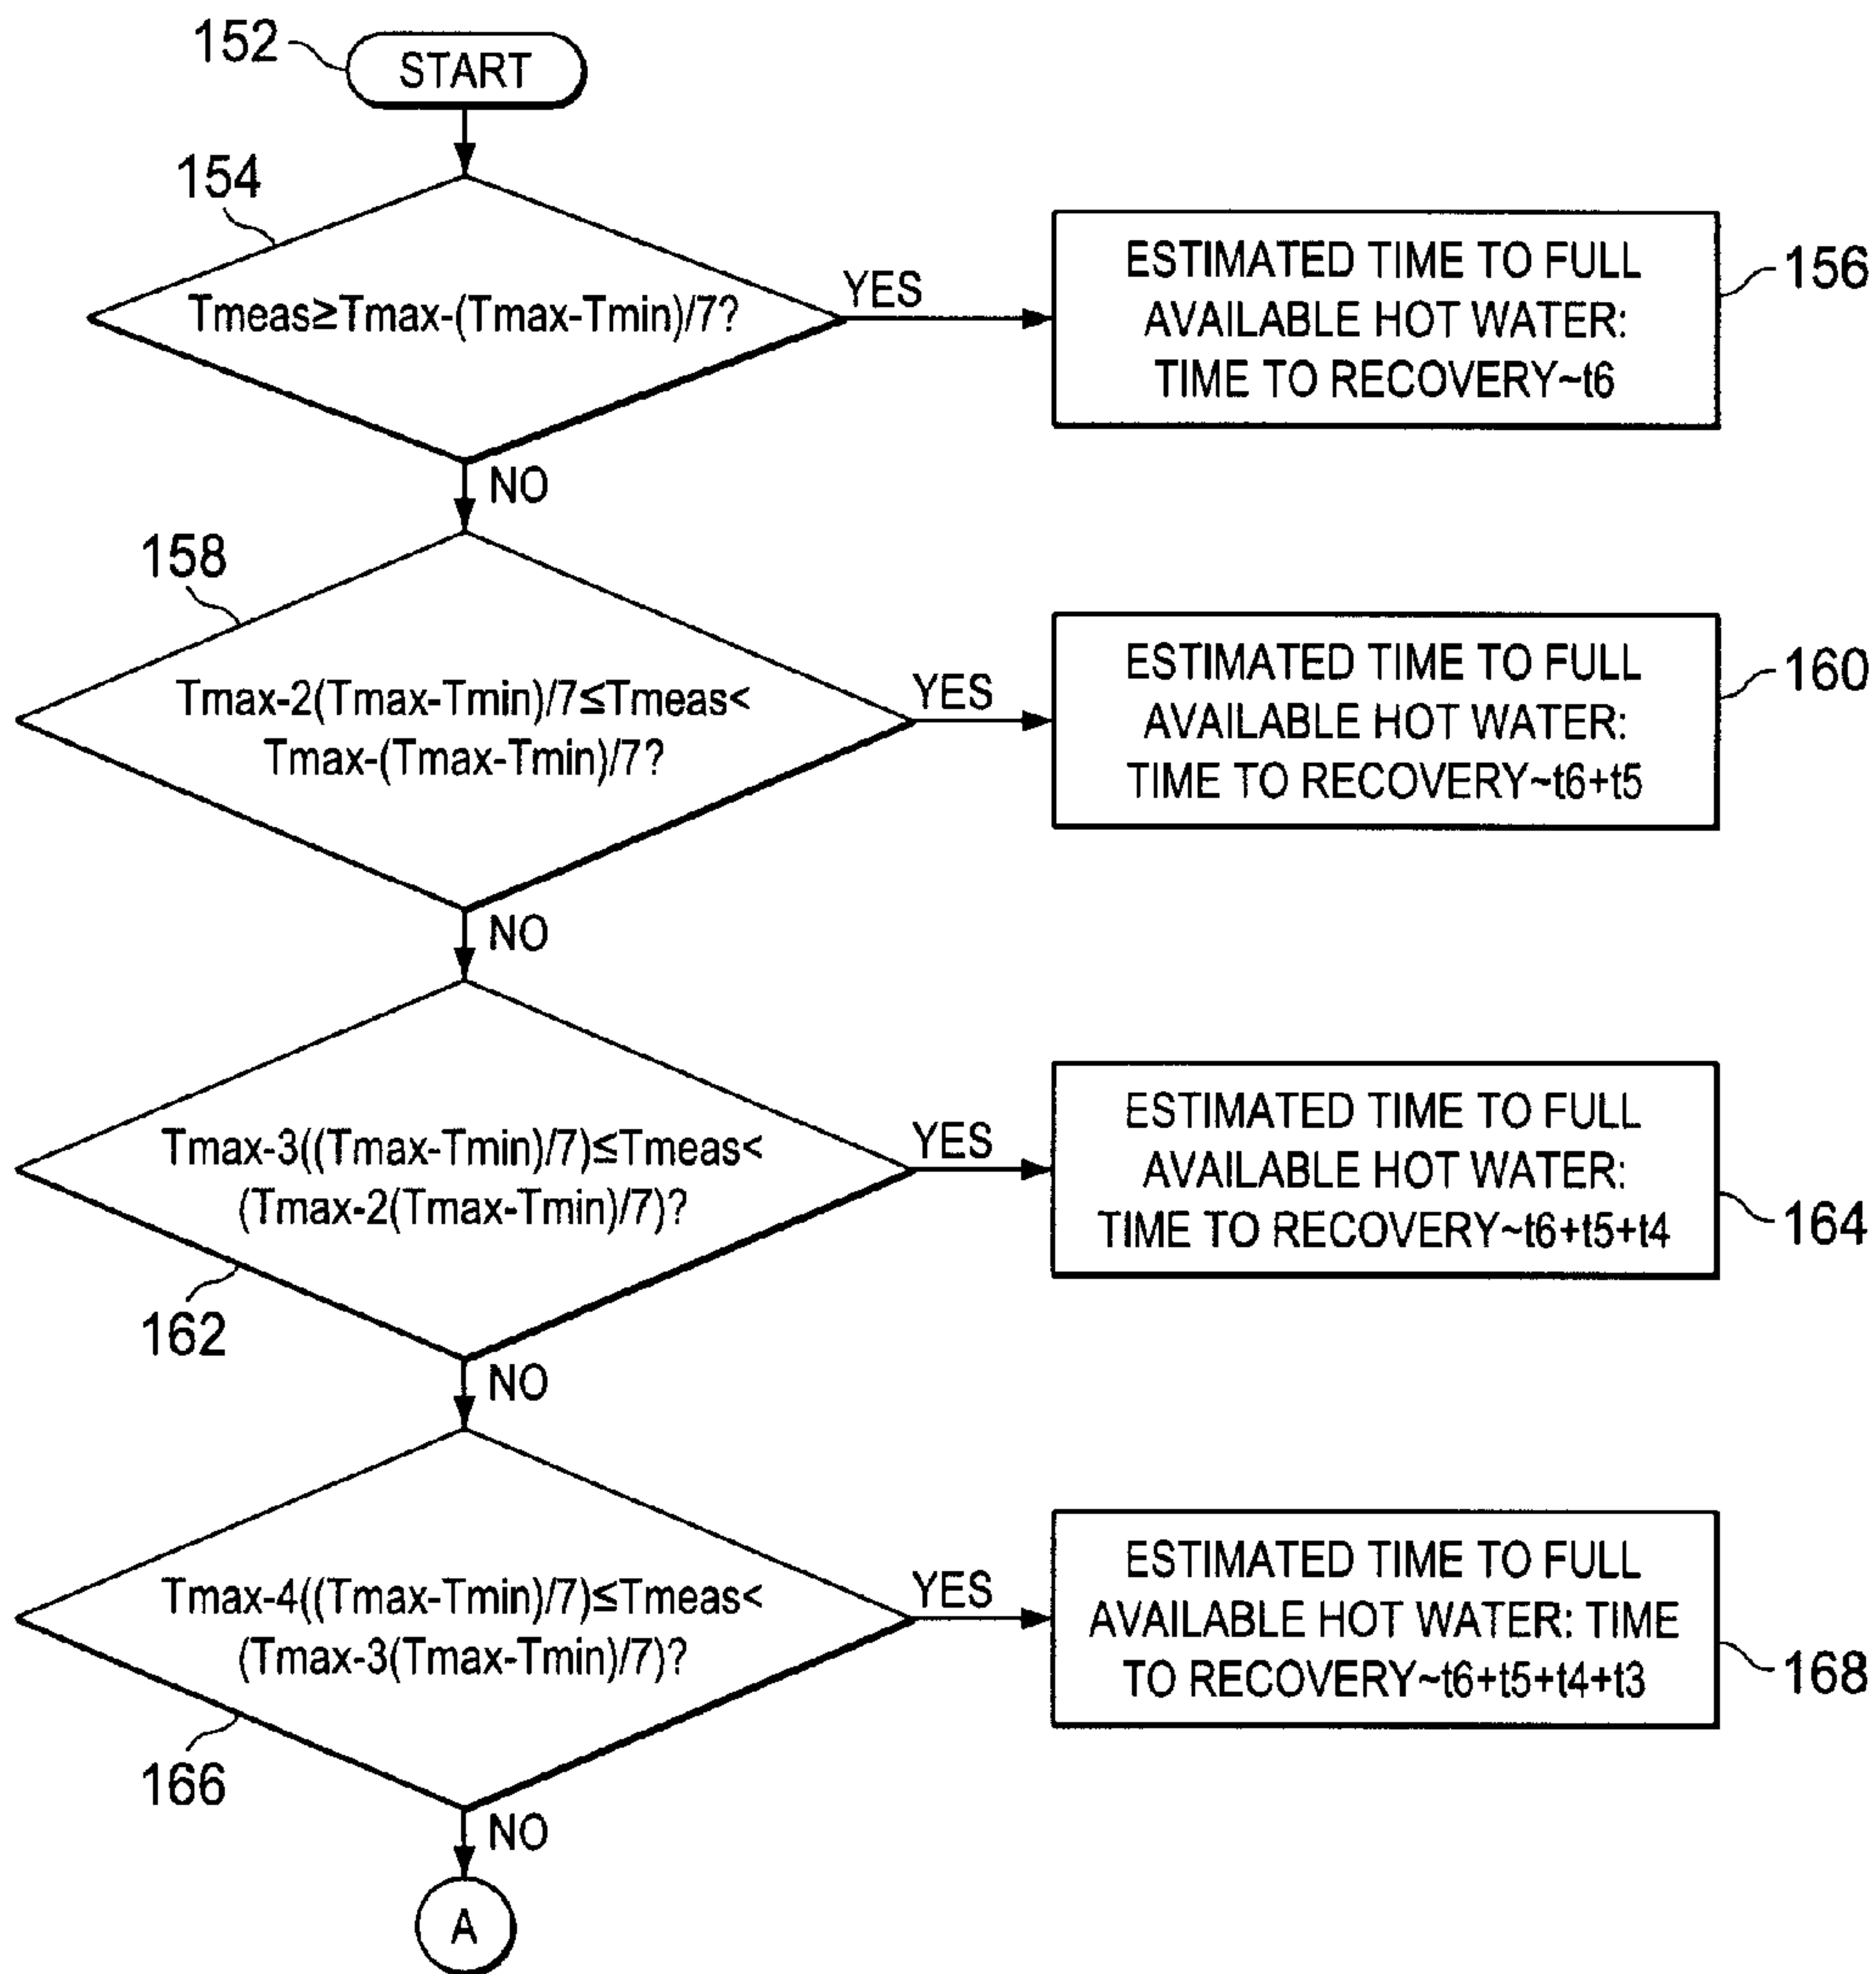 152
START
154
Tmeas≥Tmax-(Tmax-Tmin)/7?
YES
ESTIMATED TIME TO FULL
AVAILABLE HOT WATER:
TIME TO RECOVERY~t6
156
NO
158
Tmax-2(Tmax-Tmin)/7≤Tmeas<
Tmax-(Tmax-Tmin)/7?
YES
ESTIMATED TIME TO FULL
AVAILABLE HOT WATER:
TIME TO RECOVERY~t6+t5
160
NO
Tmax-3((Tmax-Tmin)/7)≤Tmeas<
(Tmax-2(Tmax-Tmin)/7)?
162
YES
ESTIMATED TIME TO FULL
AVAILABLE HOT WATER:
TIME TO RECOVERY~t6+t5+t4
164
NO
Tmax-4((Tmax-Tmin)/7)≤Tmeas<
(Tmax-3(Tmax-Tmin)/7)?
166
YES
ESTIMATED TIME TO FULL
AVAILABLE HOT WATER: TIME
TO RECOVERY~t6+t5+t4+t3
168
NO
A